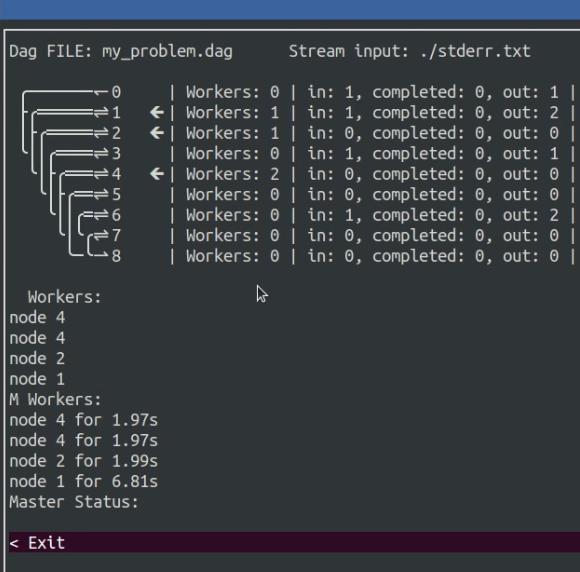 Dag FILE: my_problem.dag Stream input: ./stderr.txt
0 | Workers: 0 | in: 1, completed: 0, out: 1 |
1 | Workers: 1 | in: 1, completed: 0, out: 2 |
2 | Workers: 1 | in: 0, completed: 0, out: 0 |
3 | Workers: 0 | in: 1, completed: 0, out: 1 |
4 | Workers: 2 | in: 0, completed: 0, out: 0 |
5 | Workers: 0 | in: 0, completed: 0, out: 0 |
6 | Workers: 0 | in: 1, completed: 0, out: 2 |
7 | Workers: 0 | in: 0, completed: 0, out: 0 |
8 | Workers: 0 | in: 0, completed: 0, out: 0 |
Workers:
node 4
node 4
node 2
node 1
M Workers:
node 4 for 1.97s
node 4 for 1.97s
node 2 for 1.99s
node 1 for 6.81s
Master Status:
< Exit